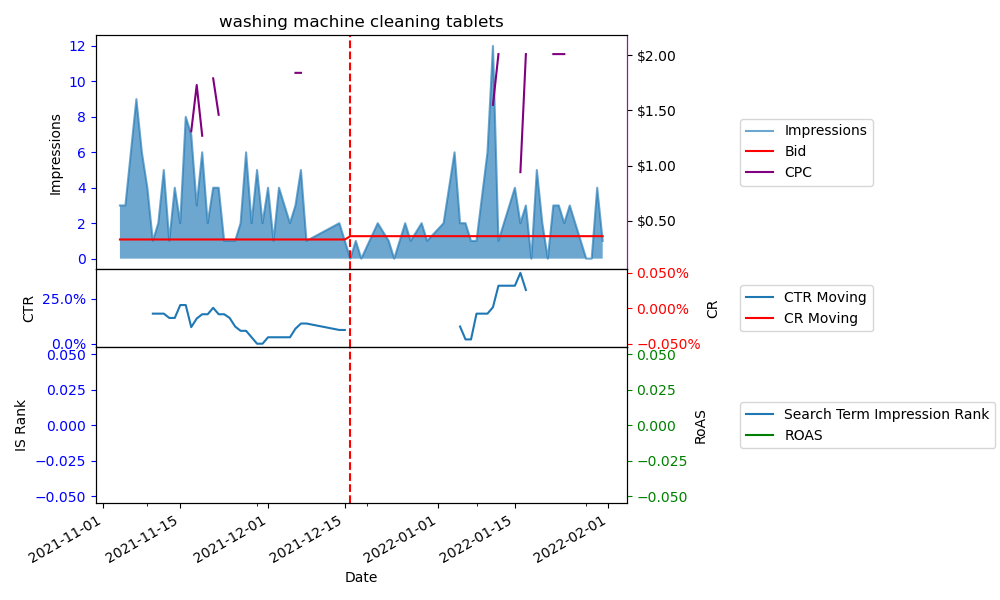 washing machine cleaning tablets
12
10
8
6
4
2
0
Impressions
$2.00
$1.50
$1.00
$0.50
Impressions
Bid
CPC
25.0%
0.0%
CTR
0.050%
0.000%
−0.050%
CR
CTR Moving
CR Moving
0.050
0.025
0.000
−0.025
−0.050
IS Rank
0.050
0.025
0.000
−0.025
−0.050
RoAS
Search Term Impression Rank
ROAS
2021-11-01
2021-11-15
2021-12-01
2021-12-15
2022-01-01
2022-01-15
2022-02-01
Date